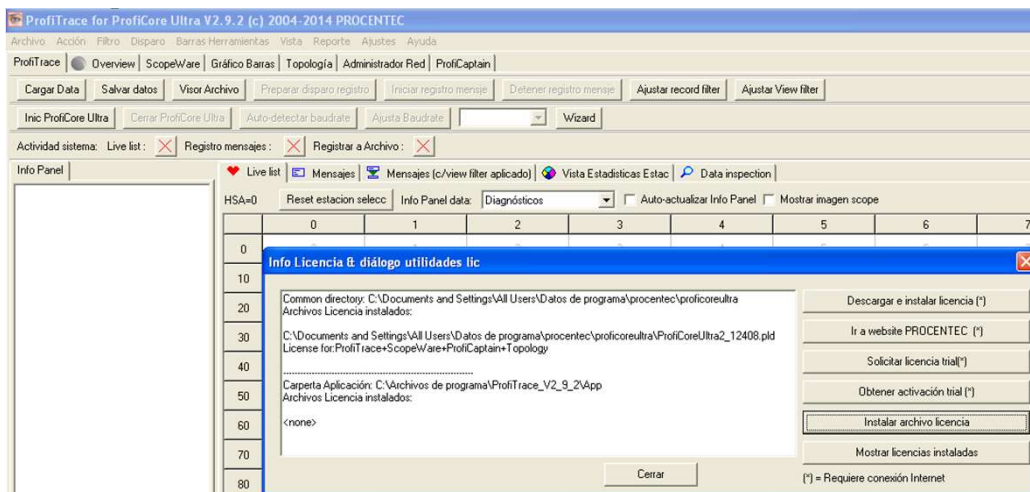 ProfiTrace for ProfiCore Ultra V2.9.2 (c) 2004-2014 PROCENTEC
Archivo Acción Filtro Disparo Barras Herramientas Vista Reporte Ajustes Ayuda
ProfiTrace Overview ScopeWare Gráfico Barras Topología Administrador Red ProfiCaptain
Cargar Data Salvar datos Visor Archivo Preparar disparo registro Iniciar registro mensje Detener registro mensje Ajustar record filter Ajustar View filter
Inic ProfiCore Ultra Cerrar ProfiCore Ultra Auto-detectar baudrate Ajusta Baudrate Wizard
Actividad sistema: Live list : Registro mensajes : Registrar a Archivo :
Info Panel
Live list Mensajes Mensajes (c/view filter aplicado) Vista Estadisticas Estac Data inspection
HSA=0 Reset estacion selecc Info Panel data: Diagnósticos Auto-actualizar Info Panel Mostrar imagen scope
0 1 2 3 4 5 6 7
0
10
20
30
40
50
60
70
80
Info Licencia & diálogo utilidades lic
Common directory: C:\Documents and Settings\All Users\Datos de programa\procentec\proficoreultra
Archivos Licencia instalados:
C:\Documents and Settings\All Users\Datos de programa\procentec\proficoreultra\ProfiCoreUltra2_12408.pld
License for:ProfiTrace+ScopeWare+ProfiCaptain+Topology
----------------------------------------------------------------
Carperta Aplicación: C:\Archivos de programa\ProfiTrace_V2_9_2\App
Archivos Licencia instalados:
<none>
Descargar e instalar licencia (*)
Ir a website PROCENTEC (*)
Solicitar licencia trial(*)
Obtener activación trial (*)
Instalar archivo licencia
Mostrar licencias instaladas
Cerrar
(*) = Requiere conexión Internet